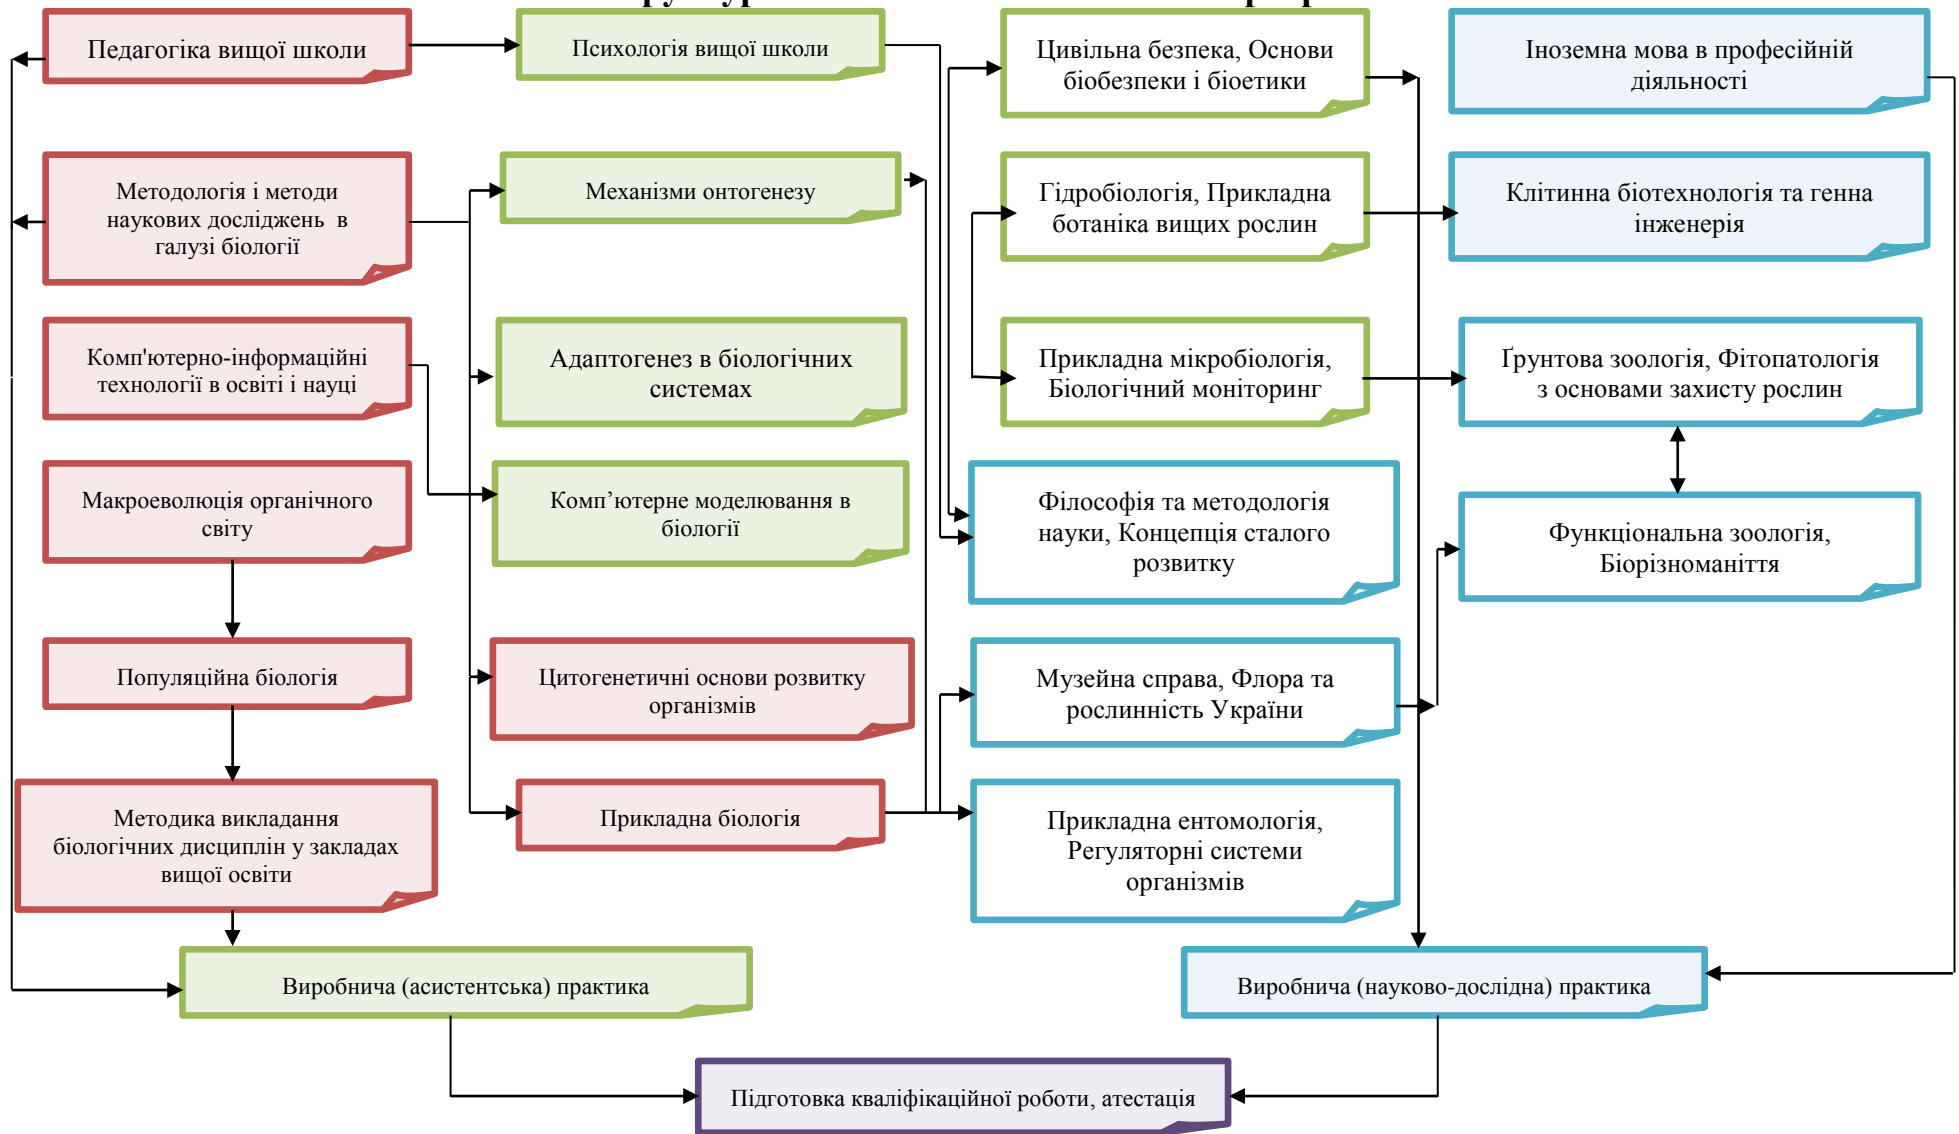 Педагогіка вищої школи
Психологія вищої школи
Цивільна безпека, Основи
біобезпеки і біоетики
Іноземна мова в професійній
діяльності
Методологія і методи
наукових досліджень в
галузі біології
Механізми онтогенезу
Гідробіологія, Прикладна
ботаніка вищих рослин
Клітинна біотехнологія та генна
інженерія
Комп'ютерно-інформаційні
технології в освіті і науці
Адаптогенез в біологічних
системах
Прикладна мікробіологія,
Біологічний моніторинг
Ґрунтова зоологія, Фітопатологія
з основами захисту рослин
Макроеволюція органічного
світу
Комп’ютерне моделювання в
біології
Філософія та методологія
науки, Концепція сталого
розвитку
Функціональна зоологія,
Біорізноманіття
Популяційна біологія
Цитогенетичні основи розвитку
організмів
Музейна справа, Флора та
рослинність України
Методика викладання
біологічних дисциплін у закладах
вищої освіти
Прикладна біологія
Прикладна ентомологія,
Регуляторні системи
організмів
Виробнича (асистентська) практика
Виробнича (науково-дослідна) практика
Підготовка кваліфікаційної роботи, атестація